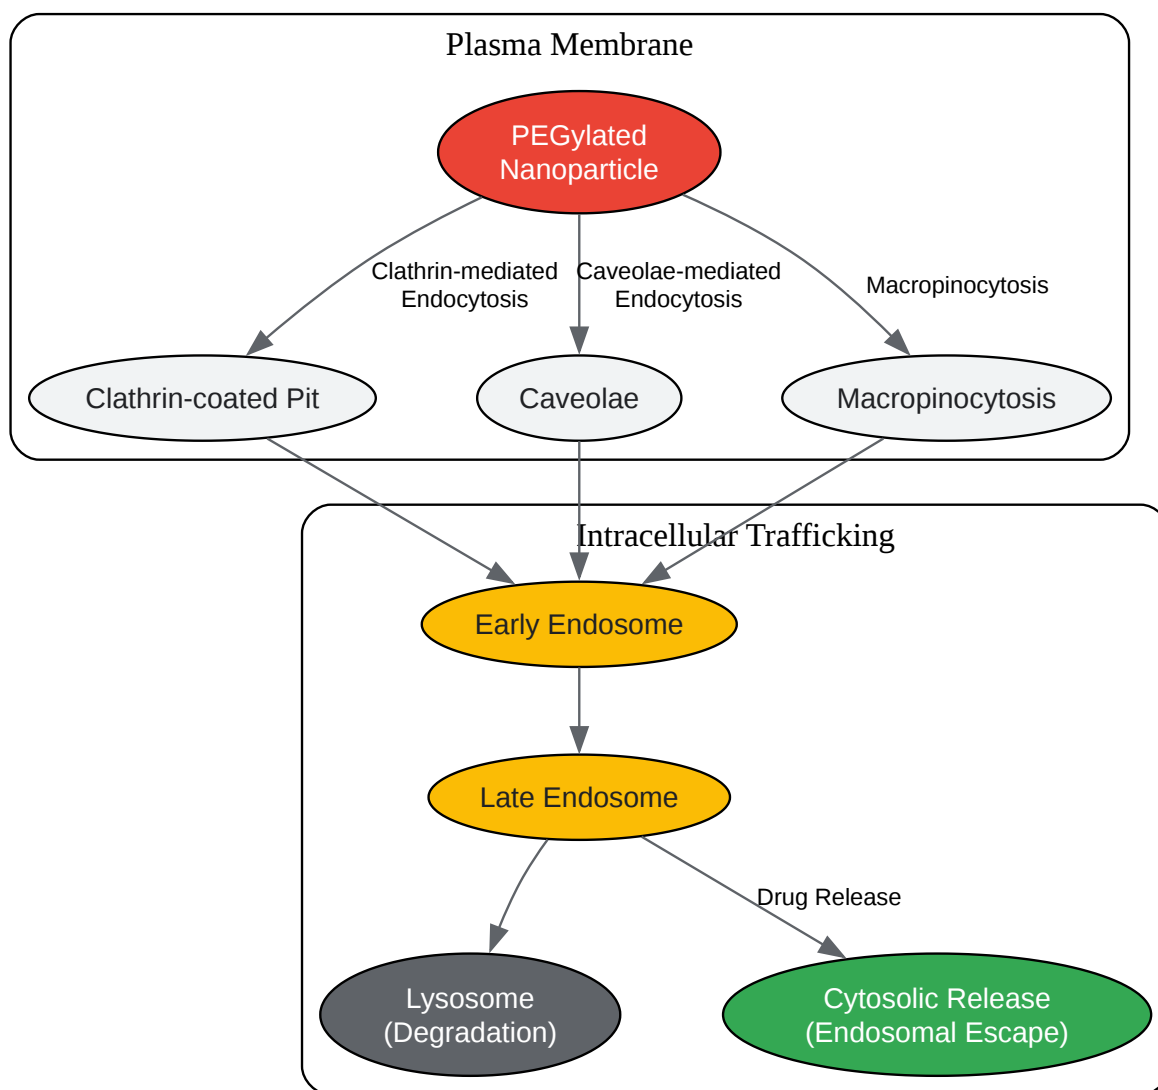 Plasma Membrane
PEGylated
Nanoparticle
Clathrin-mediated
Endocytosis
Caveolae-mediated
Endocytosis
Macropinocytosis
Clathrin-coated Pit
Caveolae
Macropinocytosis
Intracellular Trafficking
Early Endosome
Late Endosome
Drug Release
Lysosome
(Degradation)
Cytosolic Release
(Endosomal Escape)